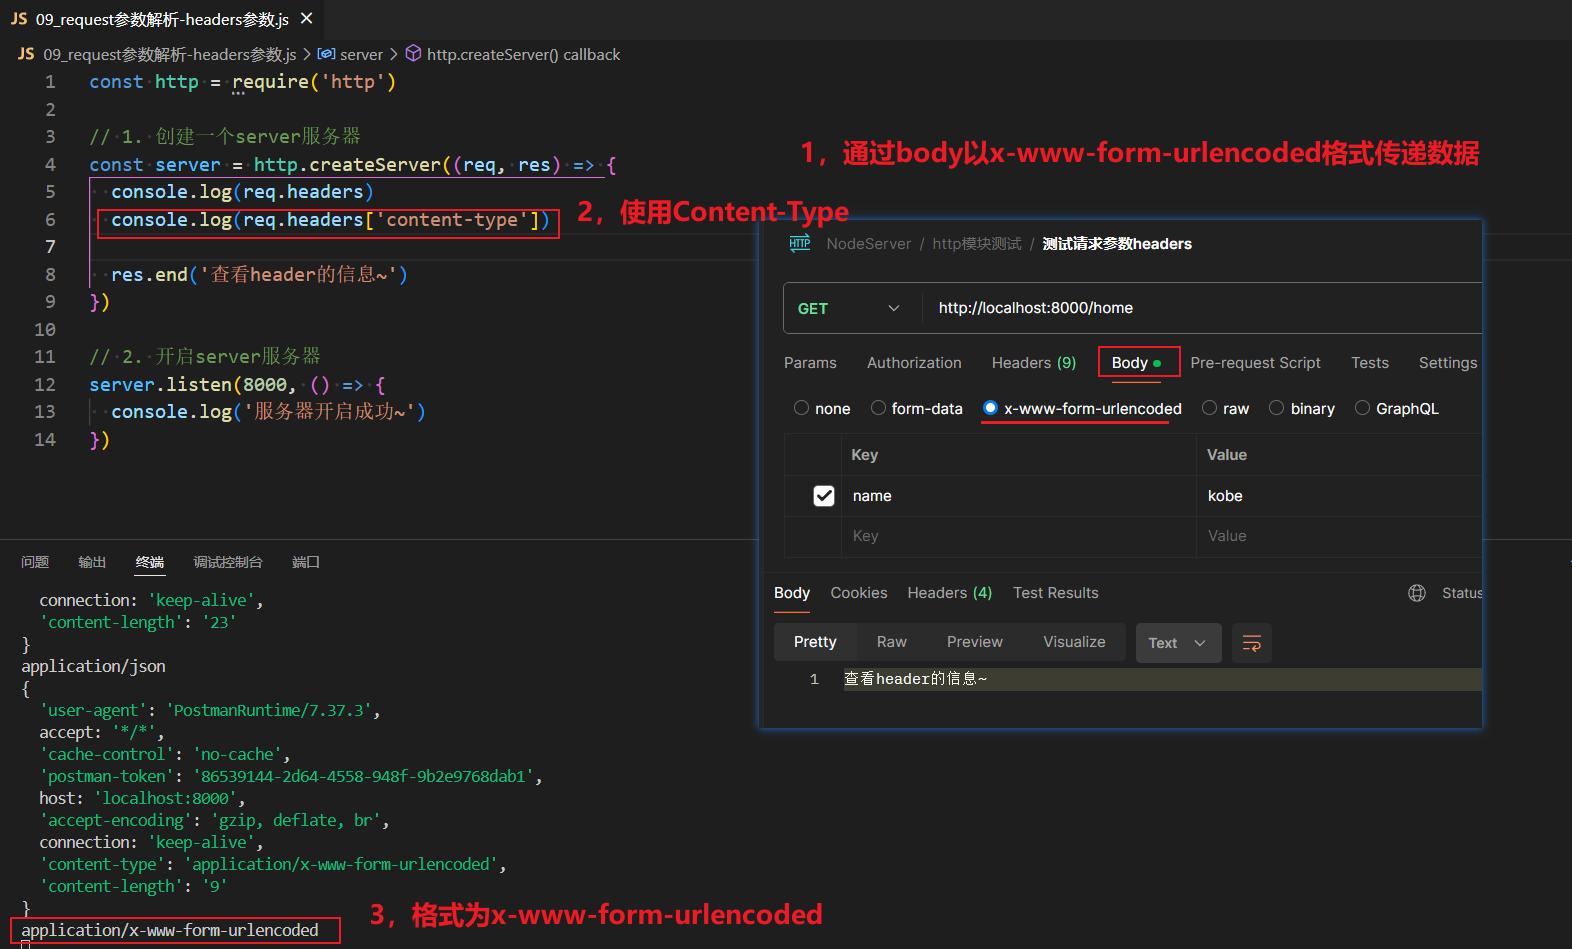 JS 09_request参数解析-headers参数.js ×
JS 09_request参数解析-headers参数.js > server > http.createServer() callback
1 const http = require('http')
2
3 // 1. 创建一个server服务器
4 const server = http.createServer((req, res) => {
5 console.log(req.headers)
6 console.log(req.headers['content-type'])
7
8 res.end('查看header的信息~')
9 })
10
11 // 2. 开启server服务器
12 server.listen(8000, () => {
13 console.log('服务器开启成功~')
14 })
1，通过body以x-www-form-urlencoded格式传递数据
2，使用Content-Type
HTTP NodeServer / http模块测试 / 测试请求参数headers
GET http://localhost:8000/home
Params Authorization Headers (9) Body Pre-request Script Tests Settings
none form-data x-www-form-urlencoded raw binary GraphQL
Key Value
name kobe
Key Value
Body Cookies Headers (4) Test Results Status
Pretty Raw Preview Visualize Text
1 查看header的信息~
问题 输出 终端 调试控制台 端口
connection: 'keep-alive',
'content-length': '23'
}
application/json
{
'user-agent': 'PostmanRuntime/7.37.3',
accept: '*/*',
'cache-control': 'no-cache',
'postman-token': '86539144-2d64-4558-948f-9b2e9768dab1',
host: 'localhost:8000',
'accept-encoding': 'gzip, deflate, br',
connection: 'keep-alive',
'content-type': 'application/x-www-form-urlencoded',
'content-length': '9'
}
application/x-www-form-urlencoded
3，格式为x-www-form-urlencoded